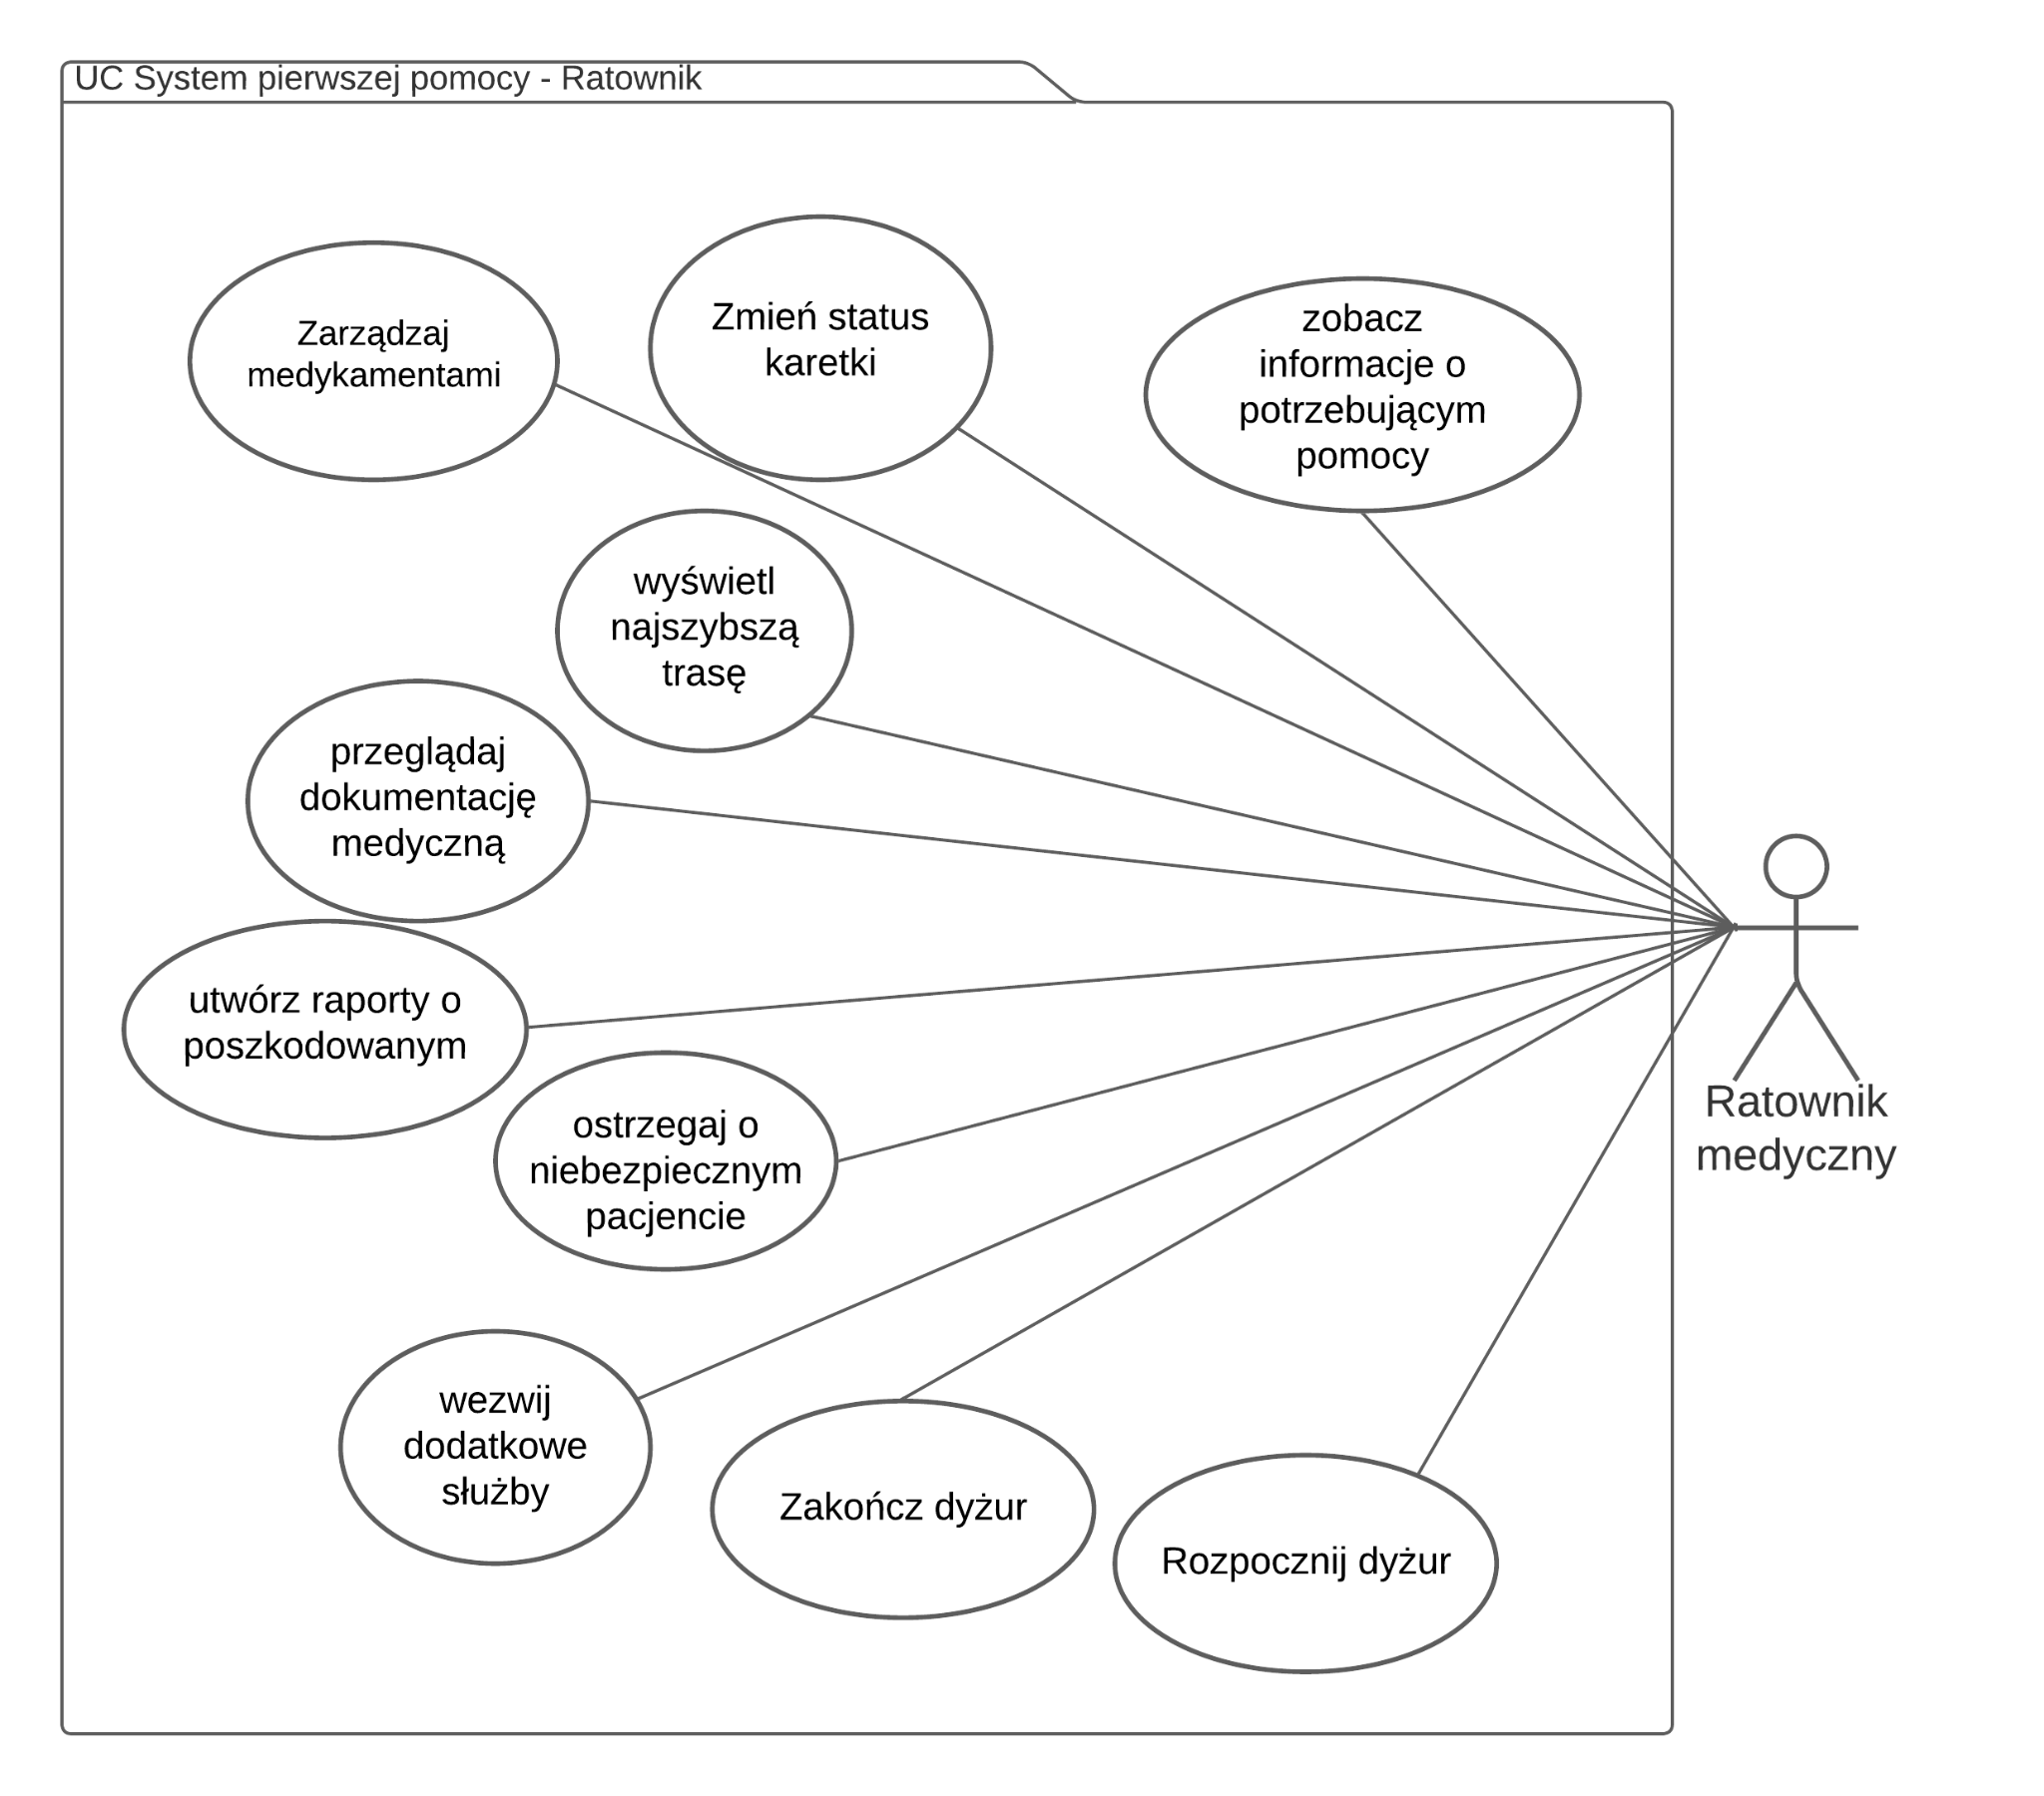 UC System pierwszej pomocy - Ratownik
Zarządzaj
medykamentami
Zmień status
karetki
zobacz
informacje o
potrzebującym
pomocy
wyświetl
najszybszą
trasę
przeglądaj
dokumentację
medyczną
utwórz raporty o
poszkodowanym
ostrzegaj o
niebezpiecznym
pacjencie
Ratownik
medyczny
wezwij
dodatkowe
służby
Zakończ dyżur
Rozpocznij dyżur